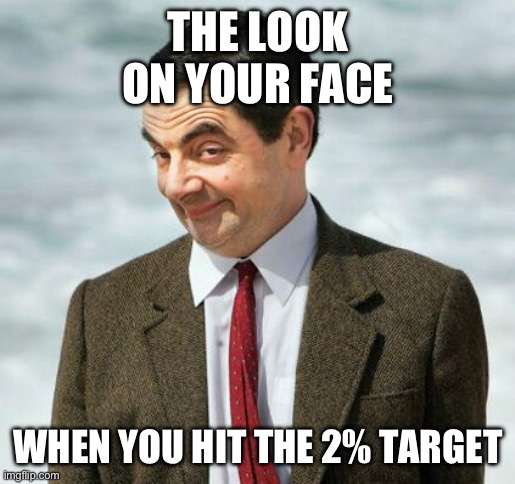 THE LOOK
ON YOUR FACE
WHEN YOU HIT THE 2% TARGET
imgflip.com